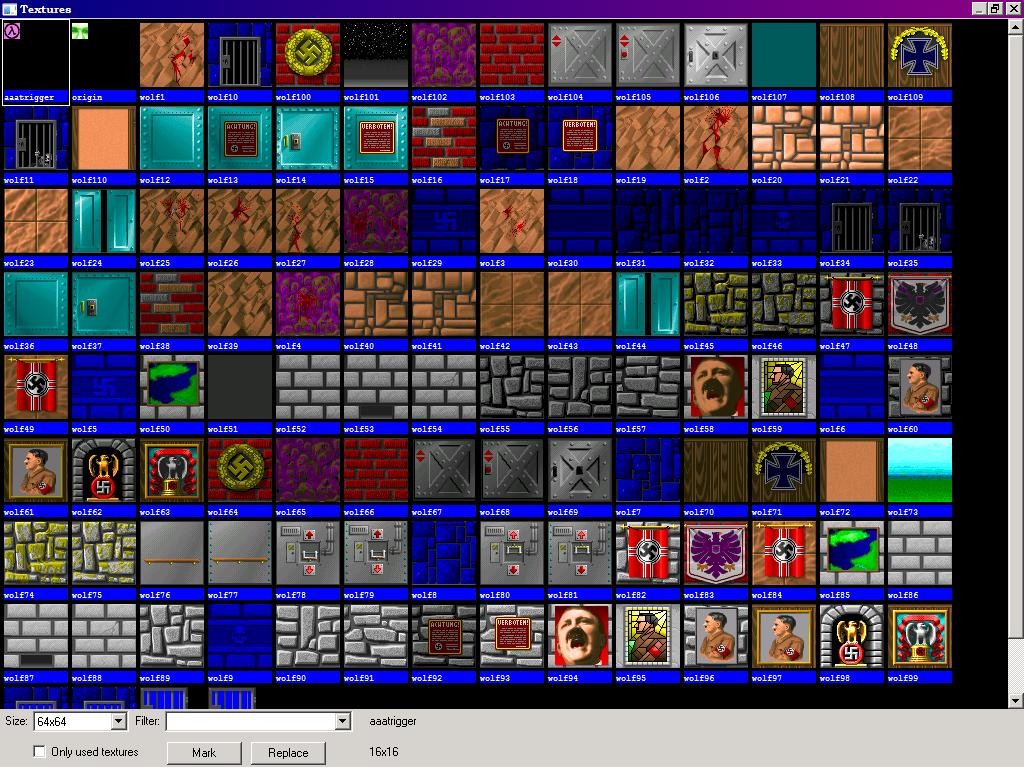 Textures
aaatrigger origin wolf1 wolf10 wolf100 wolf101 wolf102 wolf103 wolf104 wolf105 wolf106 wolf107 wolf108 wolf109
ACHTUNG! VERBOTEN! ACHTUNG! VERBOTEN!
wolf11 wolf110 wolf12 wolf13 wolf14 wolf15 wolf16 wolf17 wolf18 wolf19 wolf2 wolf20 wolf21 wolf22
wolf23 wolf24 wolf25 wolf26 wolf27 wolf28 wolf29 wolf3 wolf30 wolf31 wolf32 wolf33 wolf34 wolf35
wolf36 wolf37 wolf38 wolf39 wolf4 wolf40 wolf41 wolf42 wolf43 wolf44 wolf45 wolf46 wolf47 wolf48
wolf49 wolf5 wolf50 wolf51 wolf52 wolf53 wolf54 wolf55 wolf56 wolf57 wolf58 wolf59 wolf6 wolf60
wolf61 wolf62 wolf63 wolf64 wolf65 wolf66 wolf67 wolf68 wolf69 wolf7 wolf70 wolf71 wolf72 wolf73
wolf74 wolf75 wolf76 wolf77 wolf78 wolf79 wolf8 wolf80 wolf81 wolf82 wolf83 wolf84 wolf85 wolf86
ACHTUNG! VERBOTEN!
wolf87 wolf88 wolf89 wolf9 wolf90 wolf91 wolf92 wolf93 wolf94 wolf95 wolf96 wolf97 wolf98 wolf99
Size: 64x64 Filter: aaatrigger
Only used textures Mark Replace 16x16